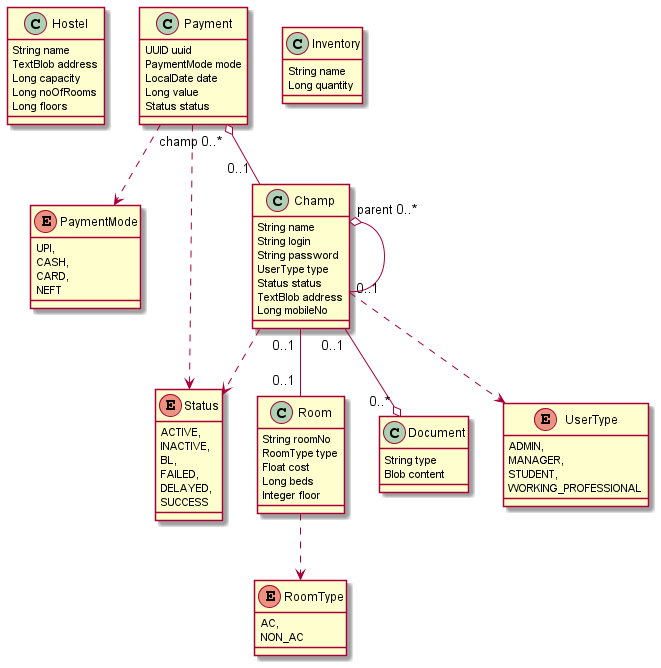 C Hostel
String name
TextBlob address
Long capacity
Long noOfRooms
Long floors
C Payment
UUID uuid
PaymentMode mode
LocalDate date
Long value
Status status
C Inventory
String name
Long quantity
champ 0..*
0..1
E PaymentMode
UPI,
CASH,
CARD,
NEFT
C Champ
String name
String login
String password
UserType type
Status status
TextBlob address
Long mobileNo
parent 0..*
0..1
0..1
0..1
0..1
0..*
E Status
ACTIVE,
INACTIVE,
BL,
FAILED,
DELAYED,
SUCCESS
C Room
String roomNo
RoomType type
Float cost
Long beds
Integer floor
C Document
String type
Blob content
E UserType
ADMIN,
MANAGER,
STUDENT,
WORKING_PROFESSIONAL
E RoomType
AC,
NON_AC